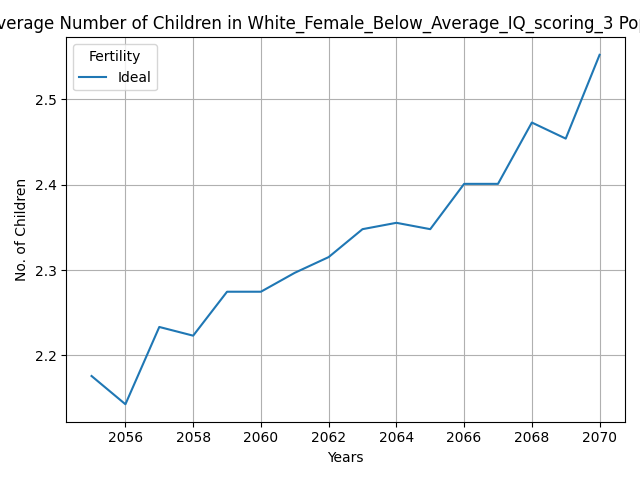 verage Number of Children in White_Female_Below_Average_IQ_scoring_3 Pop
Fertility
Ideal
No. of Children
2.5
2.4
2.3
2.2
2056 2058 2060 2062 2064 2066 2068 2070
Years